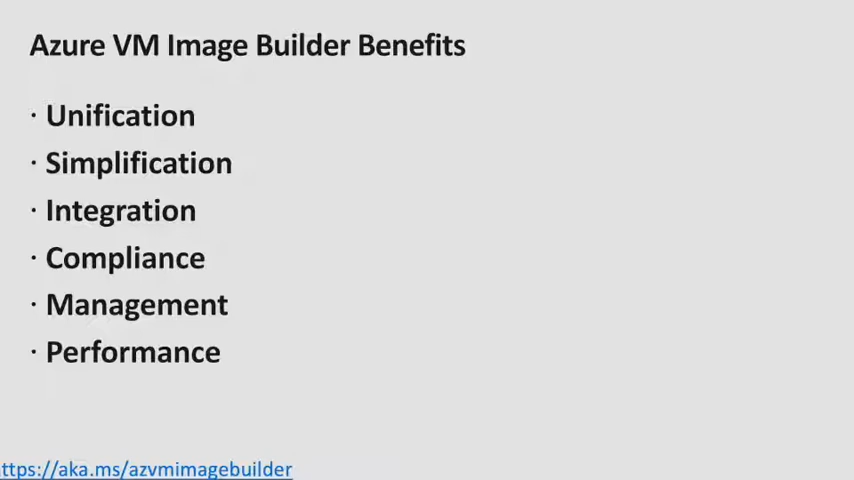 Azure VM Image Builder Benefits
· Unification
· Simplification
· Integration
· Compliance
· Management
· Performance
ttps://aka.ms/azvmimagebuilder